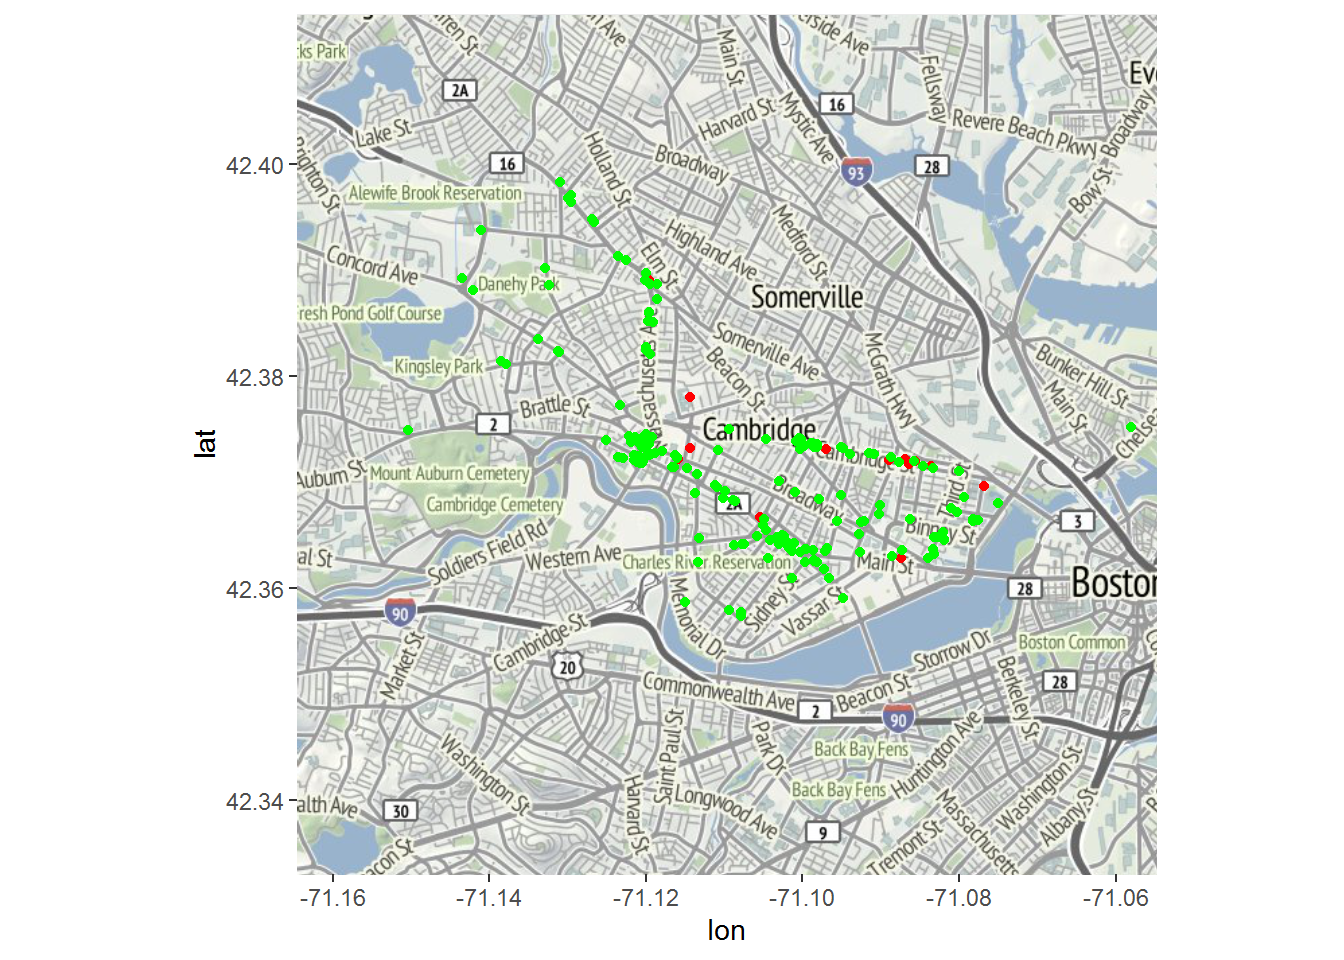 ks Park
2A
Main St
erside Ave
Fellsway
16
Harvard St
Mystic Ave
Revere Beach Pkwy
Broadway
Lake St
16
Holland St
Broadway
93
28
42.40
Alewife Brook Reservation
Bow St
Medford St
Highland Ave
Elm St
Concord Ave
Danehy Park
Somerville
resh Pond Golf Course
Somerville Ave
McGrath HWY
Bunker Hill St
Main St
42.38
Kingsley Park
Beacon St
Brattle St
2
Cambridge
Cambridge St
Mount Auburn Cemetery
Cambridge Cemetery
Broadway
2A
Third St
3
Binney St
Soldiers Field Rd
Western Ave
Charles River Reservation
Main St
42.36
28
Boston
90
Memorial Dr
Sidney St
Vassar St
Cambridge St
Market St
20
Storrow Dr
Boston Common
Commonwealth Ave
Beacon St
28
Berkeley St
2
90
Saint Paul St
Park Dr
Back Bay Fens
Huntington Ave
Washington St
Back Bay Fens
Washington St
42.34
alth Ave
30
Harvard St
Longwood Ave
9
Albany St
Massachusetts
Tremont St
acon St
-71.16
-71.14
-71.12
-71.10
-71.08
-71.06
lon
lat